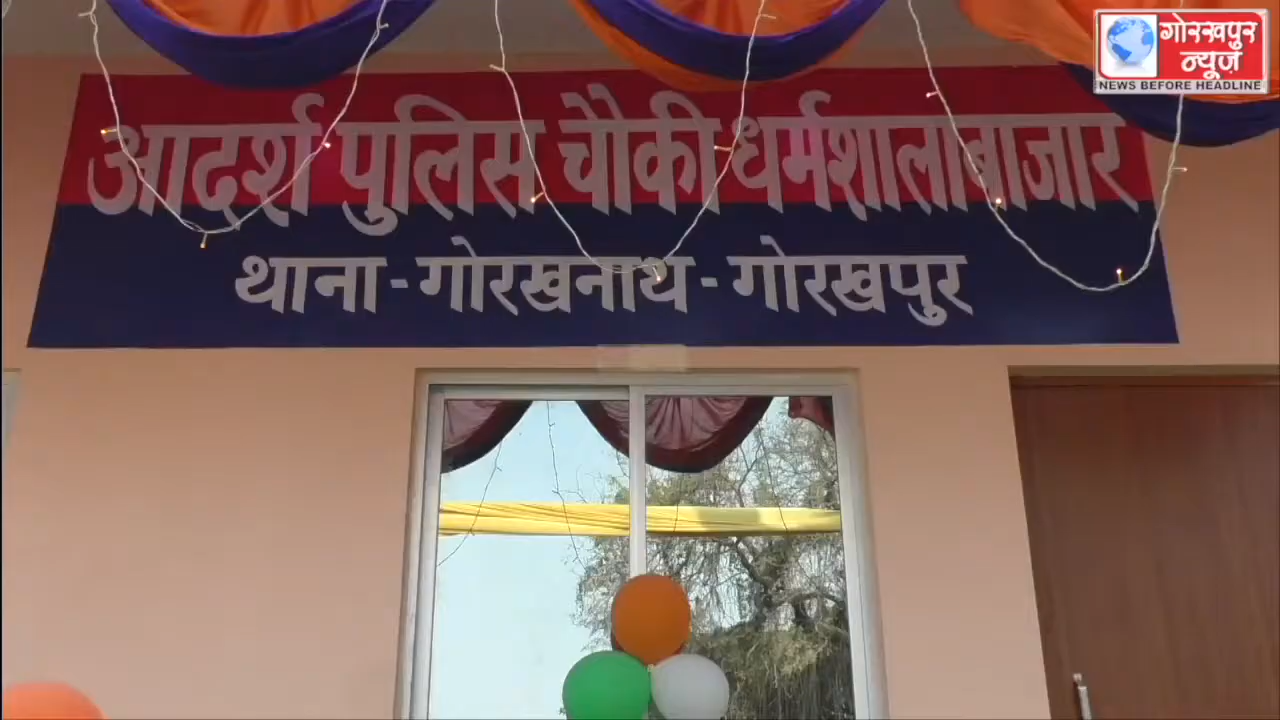 गोरखपुर
न्यूज़
NEWS BEFORE HEADLINE
आदर्श पुलिस चौकी धर्मशालाबाजार
थाना - गोरखनाथ - गोरखपुर